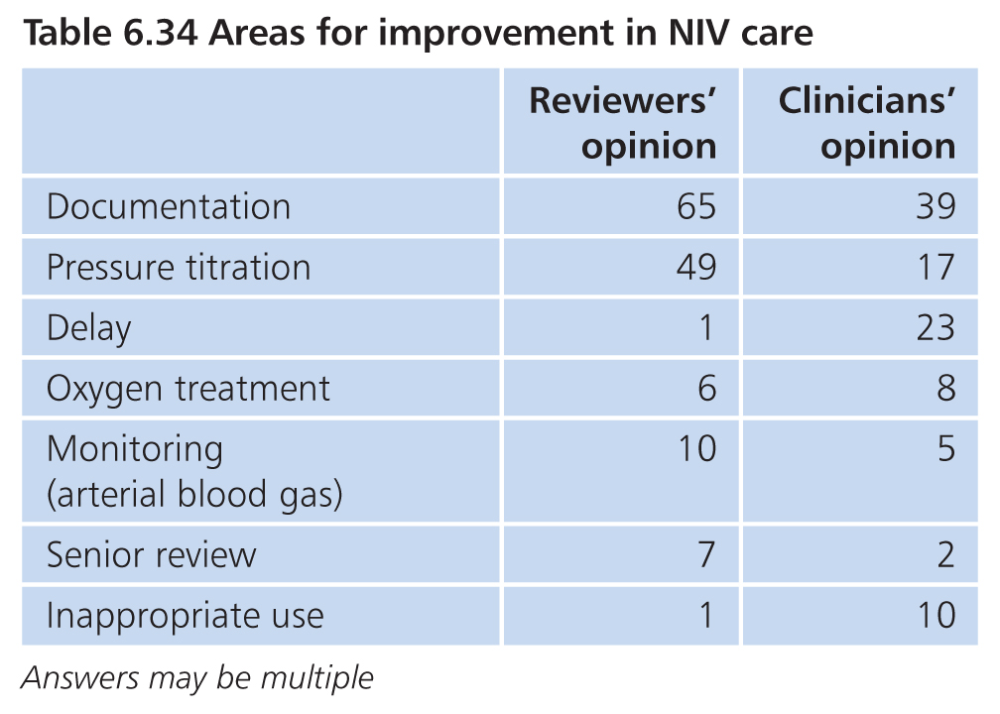 Table 6.34 Areas for improvement in NIV care
Reviewers’ Clinicians’
opinion opinion
Documentation 65 39
Pressure titration 49 17
Delay 1 23
Oxygen treatment 6 8
Monitoring 10 5
(arterial blood gas)
Senior review 7 2
Inappropriate use 1 10
Answers may be multiple